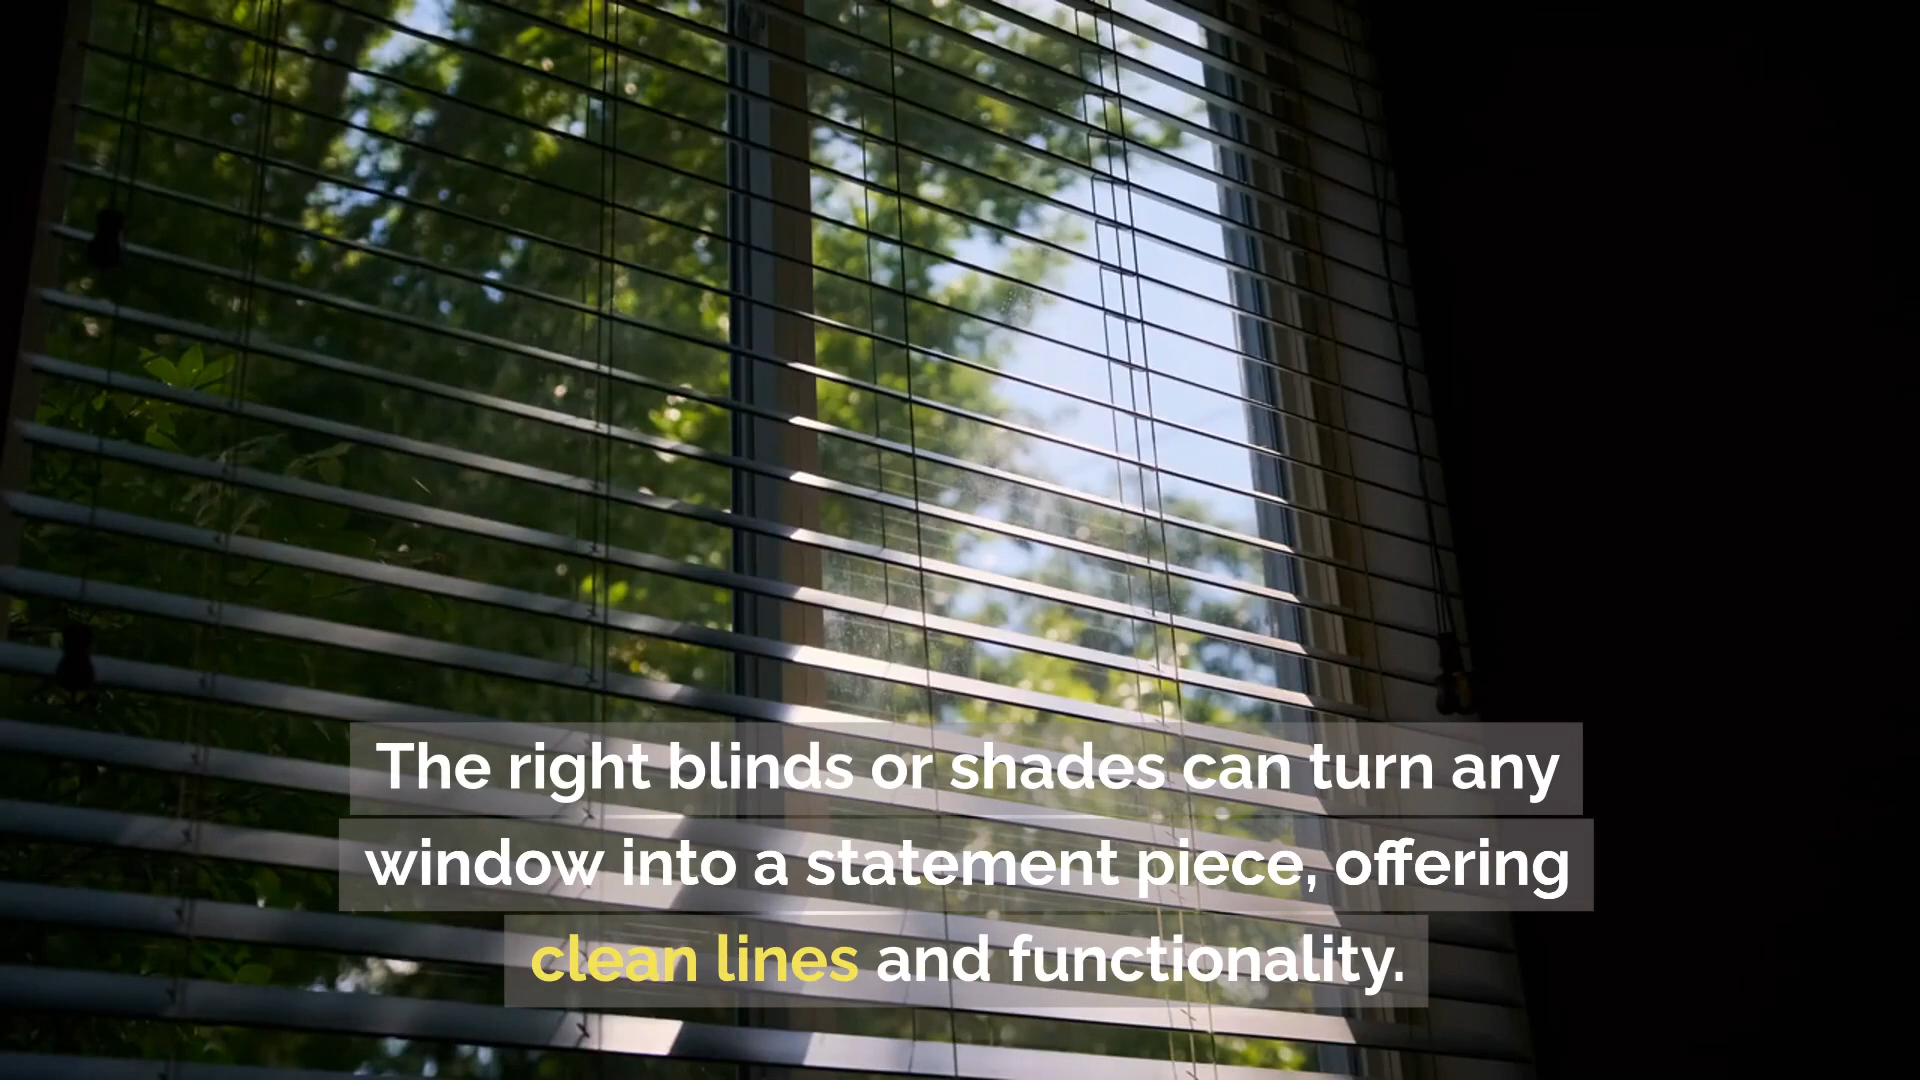 The right blinds or shades can turn any
window into a statement piece, offering
clean lines and functionality.